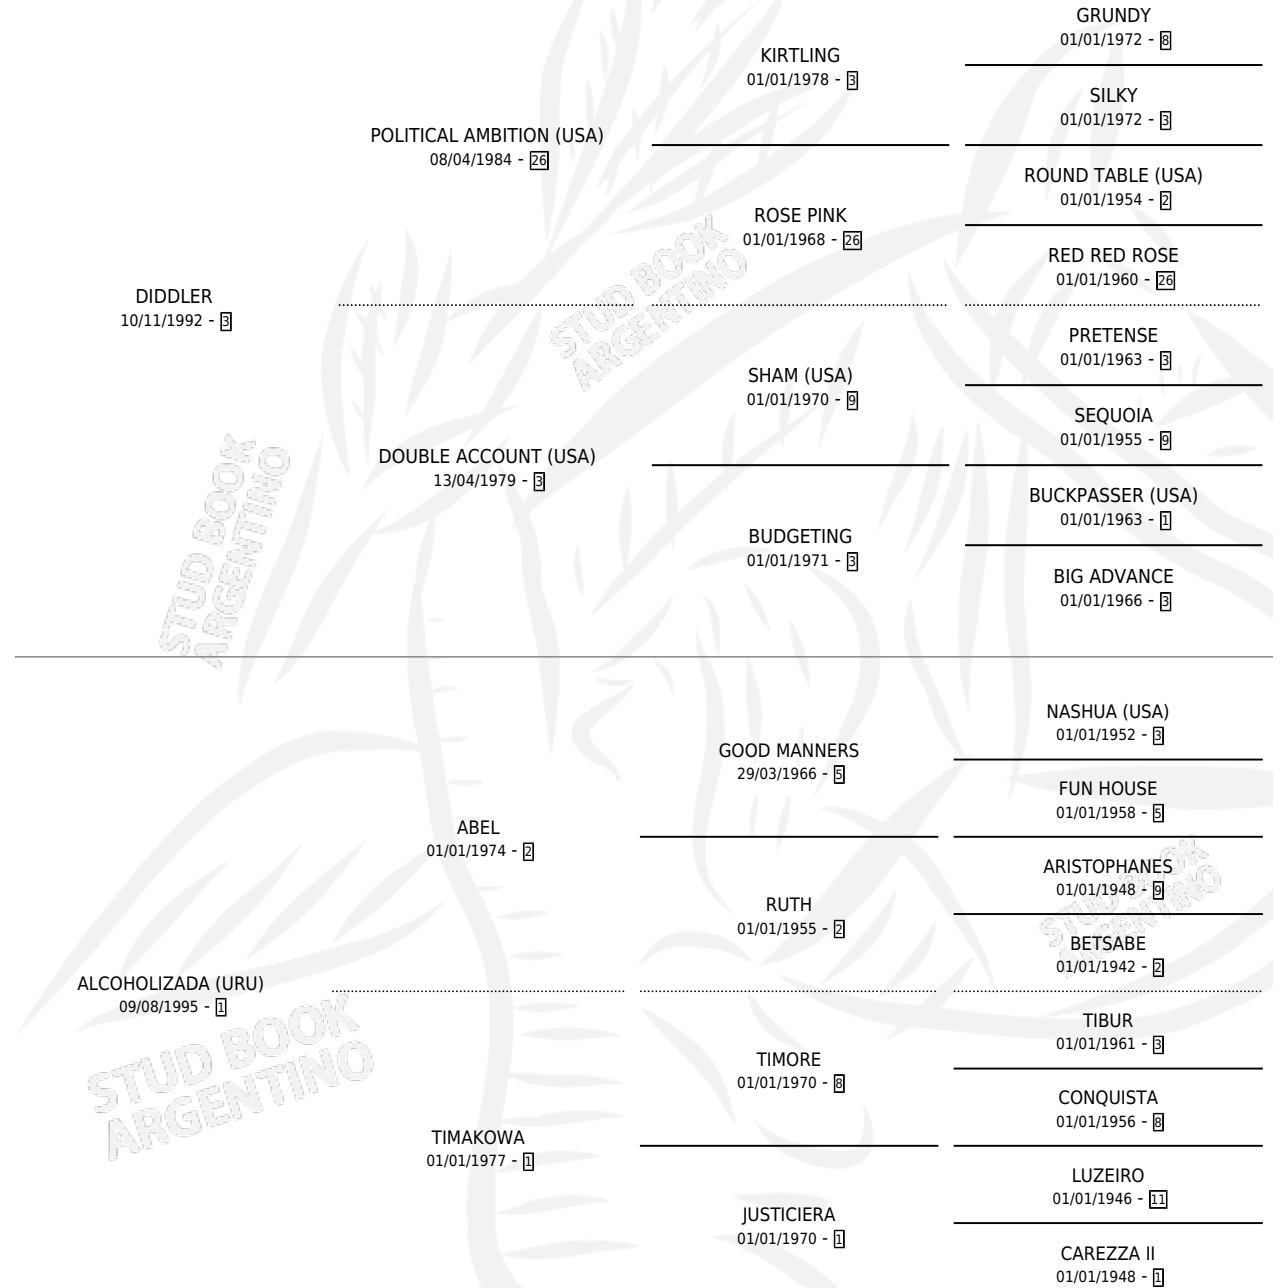 GRUNDY
01/01/1972 - 8
KIRTLING
01/01/1978 - 3
SILKY
01/01/1972 - 3
POLITICAL AMBITION (USA)
08/04/1984 - 26
ROUND TABLE (USA)
01/01/1954 - 2
ROSE PINK
01/01/1968 - 26
RED RED ROSE
01/01/1960 - 26
DIDDLER
10/11/1992 - 3
PRETENSE
01/01/1963 - 3
SHAM (USA)
01/01/1970 - 9
SEQUOIA
01/01/1955 - 9
DOUBLE ACCOUNT (USA)
13/04/1979 - 3
BUCKPASSER (USA)
01/01/1963 - 1
BUDGETING
01/01/1971 - 3
BIG ADVANCE
01/01/1966 - 3
NASHUA (USA)
01/01/1952 - 3
GOOD MANNERS
29/03/1966 - 5
FUN HOUSE
01/01/1958 - 5
ABEL
01/01/1974 - 2
ARISTOPHANES
01/01/1948 - 9
RUTH
01/01/1955 - 2
BETSABE
01/01/1942 - 2
ALCOHOLIZADA (URU)
09/08/1995 - 1
TIBUR
01/01/1961 - 3
TIMORE
01/01/1970 - 8
CONQUISTA
01/01/1956 - 8
TIMAKOWA
01/01/1977 - 1
LUZEIRO
01/01/1946 - 11
JUSTICIERA
01/01/1970 - 1
CAREZZA II
01/01/1948 - 1
STUD BOOK
ARGENTINO
STUD BOOK
ARGENTINO
STUD BOOK
ARGENTINO
STUD BOOK
ARGENTINO